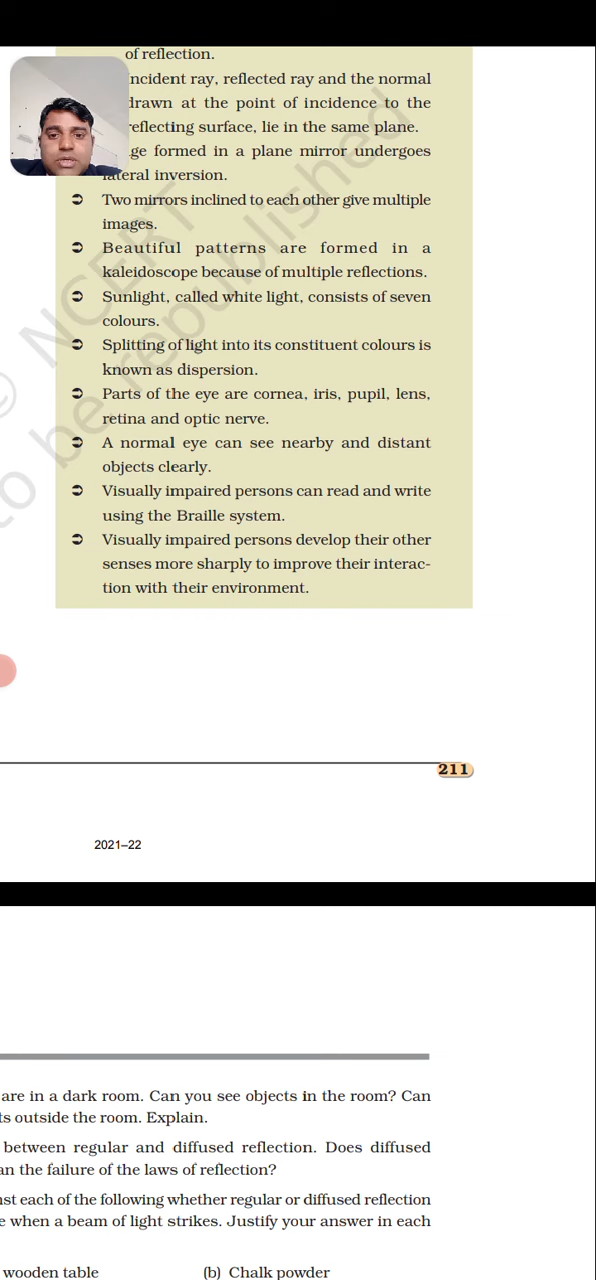 of reflection.
ncident ray, reflected ray and the normal
drawn at the point of incidence to the
reflecting surface, lie in the same plane.
ge formed in a plane mirror undergoes
lateral inversion.
➲ Two mirrors inclined to each other give multiple
images.
➲ Beautiful patterns are formed in a
kaleidoscope because of multiple reflections.
➲ Sunlight, called white light, consists of seven
colours.
➲ Splitting of light into its constituent colours is
known as dispersion.
➲ Parts of the eye are cornea, iris, pupil, lens,
retina and optic nerve.
➲ A normal eye can see nearby and distant
objects clearly.
➲ Visually impaired persons can read and write
using the Braille system.
➲ Visually impaired persons develop their other
senses more sharply to improve their interac-
tion with their environment.
© NCERT
to be republished
211
2021–22
are in a dark room. Can you see objects in the room? Can
ts outside the room. Explain.
between regular and diffused reflection. Does diffused
an the failure of the laws of reflection?
nst each of the following whether regular or diffused reflection
e when a beam of light strikes. Justify your answer in each
wooden table (b) Chalk powder